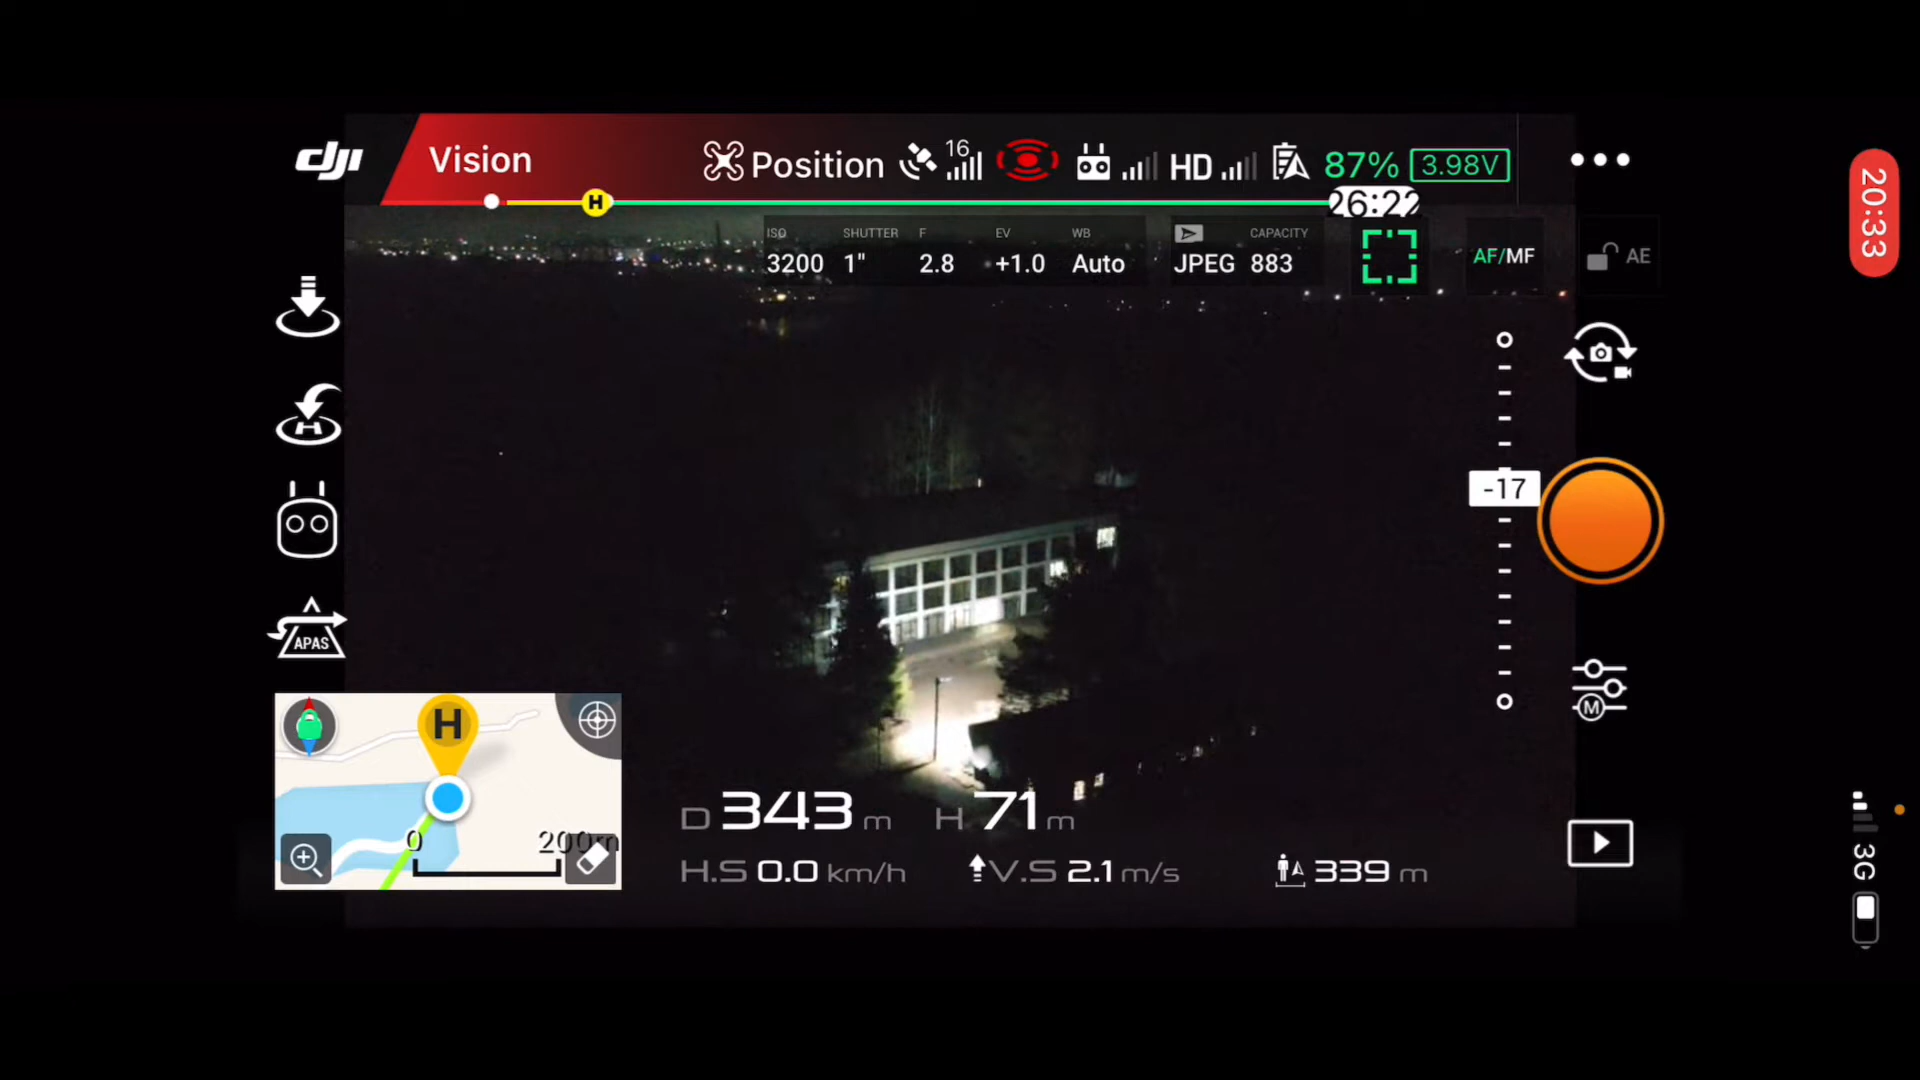 dji Vision Position 16 HD 87% 3.98V
H 26:22
20:33
ISO SHUTTER F EV WB CAPACITY
3200 1" 2.8 +1.0 Auto JPEG 883 AF/MF AE
H
-17
APAS
M
H
0 200m
D 343 m H 71 m
H.S 0.0 km/h V.S 2.1 m/s 339 m
3G